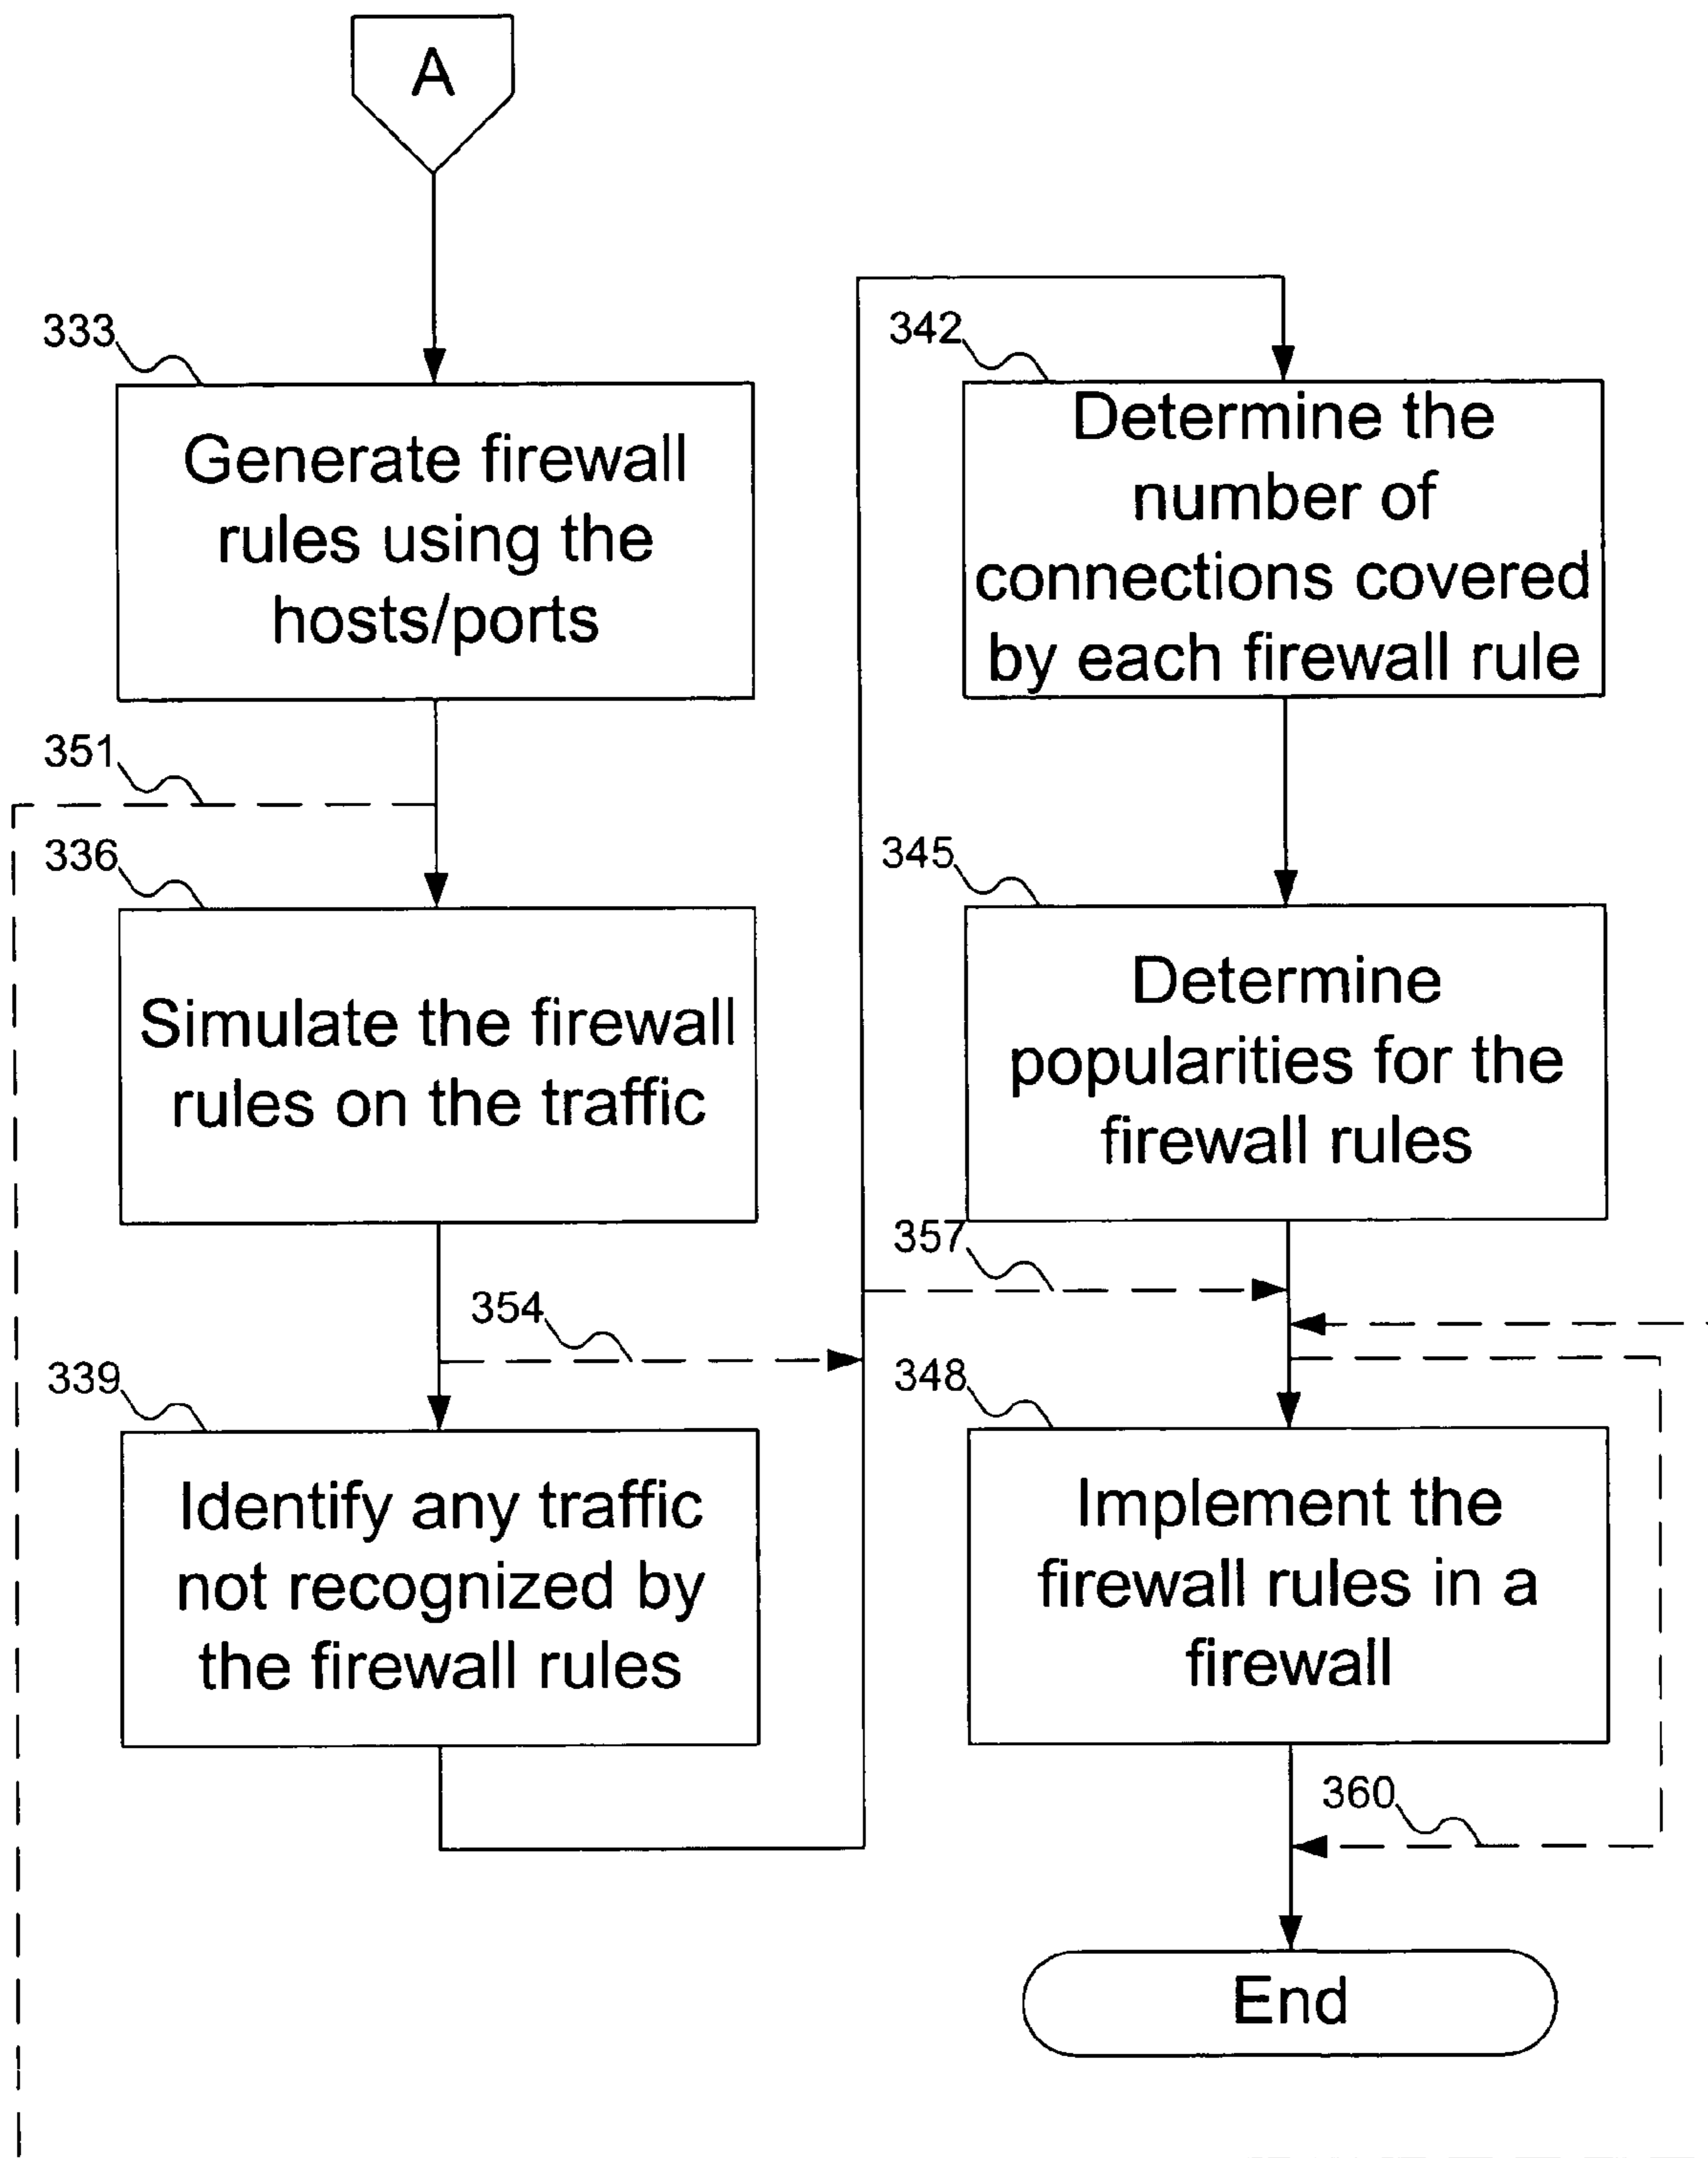 A
333
Generate firewall
rules using the
hosts/ports
351
336
Simulate the firewall
rules on the traffic
354
339
Identify any traffic
not recognized by
the firewall rules
342
Determine the
number of
connections covered
by each firewall rule
345
Determine
popularities for the
firewall rules
357
348
Implement the
firewall rules in a
firewall
360
End